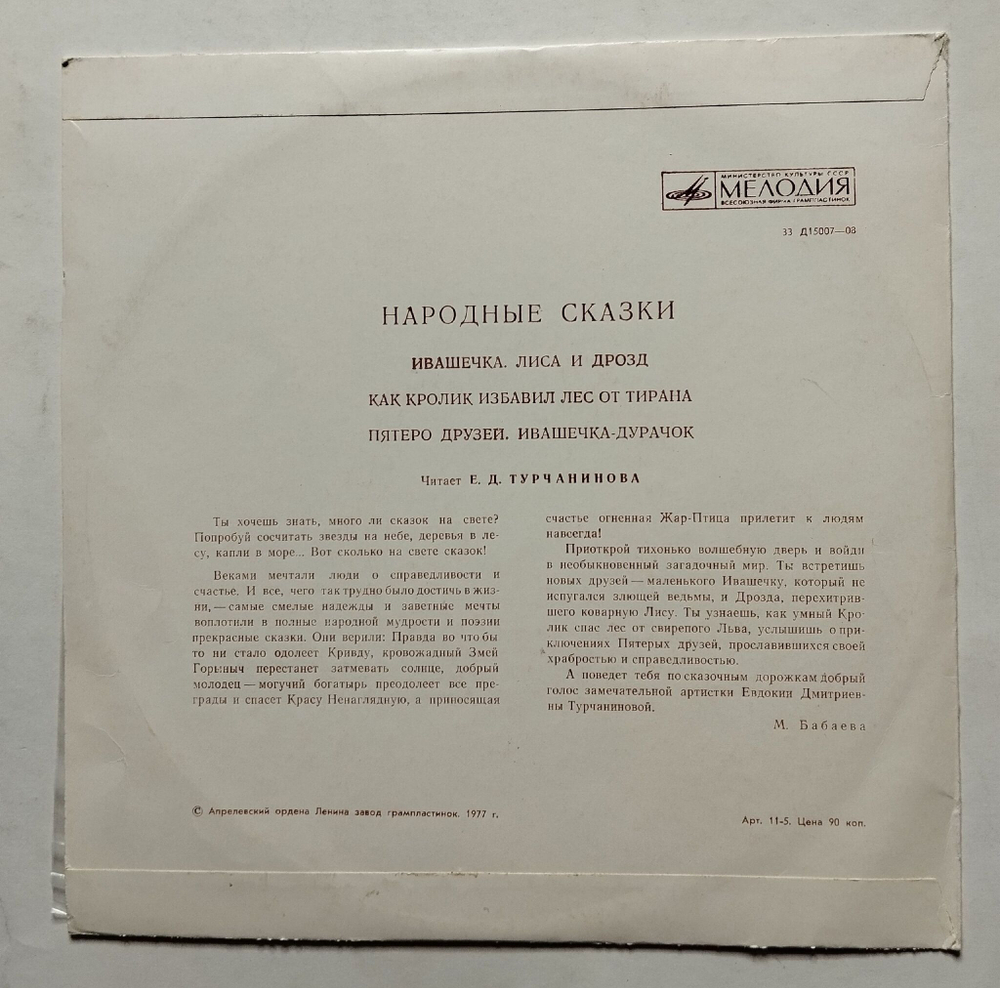 МИНИСТЕРСТВО КУЛЬТУРЫ СССР
МЕЛОДИЯ
ВСЕСОЮЗНАЯ ФИРМА ГРАМПЛАСТИНОК
33 Д15007—08
НАРОДНЫЕ СКАЗКИ
ИВАШЕЧКА. ЛИСА И ДРОЗД
КАК КРОЛИК ИЗБАВИЛ ЛЕС ОТ ТИРАНА
ПЯТЕРО ДРУЗЕЙ. ИВАШЕЧКА-ДУРАЧОК
Читает Е. Д. ТУРЧАНИНОВА
Ты хочешь знать, много ли сказок на свете?
Попробуй сосчитать звезды на небе, деревья в ле-
су, капли в море... Вот сколько на свете сказок!
Веками мечтали люди о справедливости и
счастье. И все, чего так трудно было достичь в жиз-
ни, — самые смелые надежды и заветные мечты
воплотили в полные народной мудрости и поэзии
прекрасные сказки. Они верили: Правда во что бы
то ни стало одолеет Кривду, кровожадный Змей
Горыныч перестанет затмевать солнце, добрый
молодец — могучий богатырь преодолеет все пре-
грады и спасет Красу Ненаглядную, а приносящая
счастье огненная Жар-Птица прилетит к людям
навсегда!
Приоткрой тихонько волшебную дверь и войди
в необыкновенный загадочный мир. Ты встретишь
новых друзей — маленького Ивашечку, который не
испугался злющей ведьмы, и Дрозда, перехитрив-
шего коварную Лису. Ты узнаешь, как умный Кро-
лик спас лес от свирепого Льва, услышишь о при-
ключениях Пятерых друзей, прославившихся своей
храбростью и справедливостью.
А поведет тебя по сказочным дорожкам добрый
голос замечательной артистки Евдокии Дмитриев-
ны Турчаниновой.
М. Бабаева
© Апрелевский ордена Ленина завод грампластинок. 1977 г.
Арт. 11-5. Цена 90 коп.